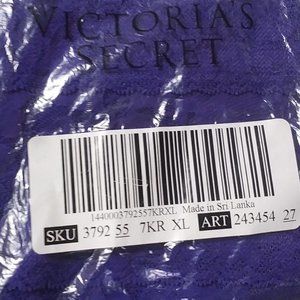 VICTORIA'S
SECRET
1440003792557KRXL Made in Sri Lanka
SKU 3792 55 7KR XL ART 243454 27